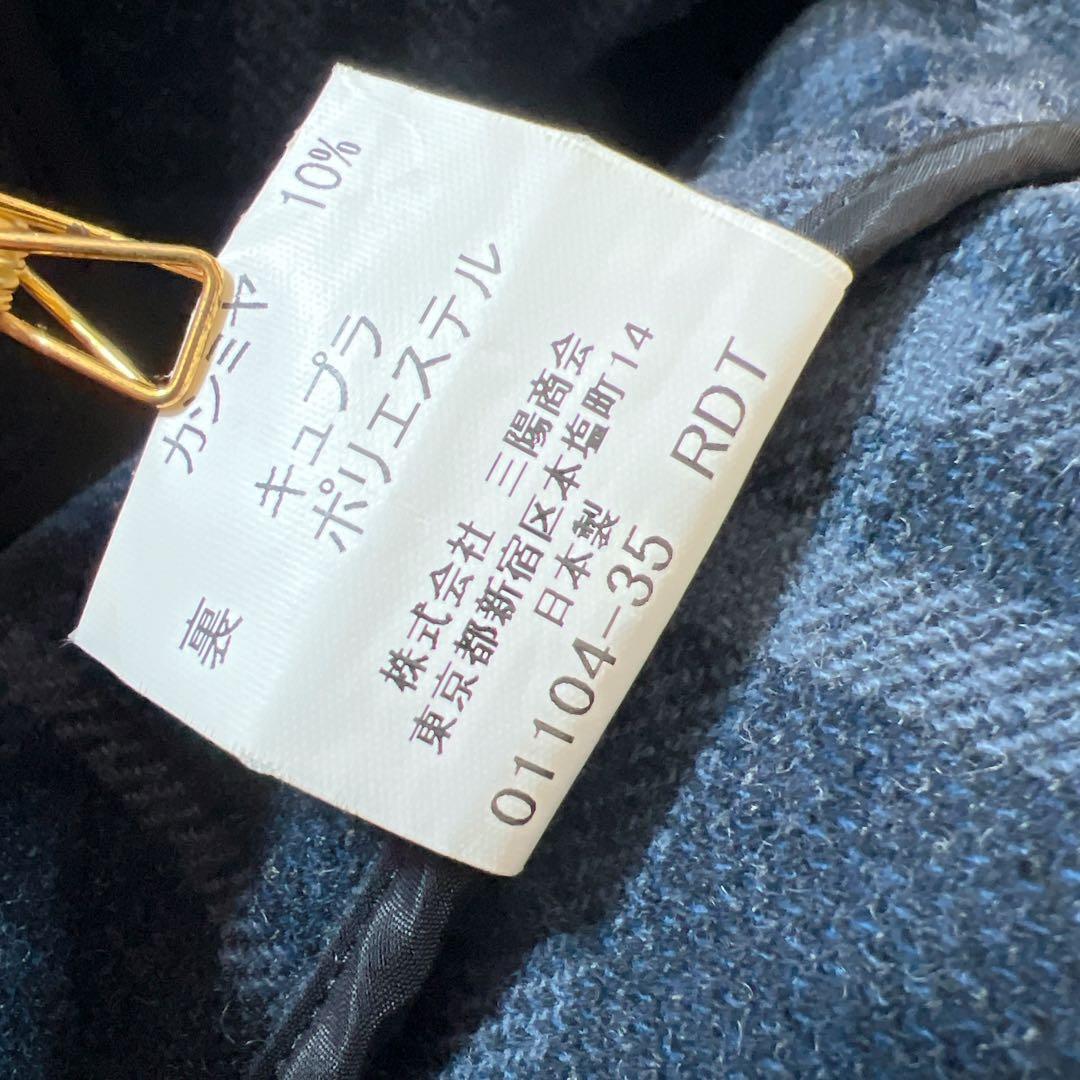 カシミヤ 10%
裏 キュプラ
ポリエステル
株式会社 三陽商会
東京都新宿区本塩町14
日本製
01104-35 RDT